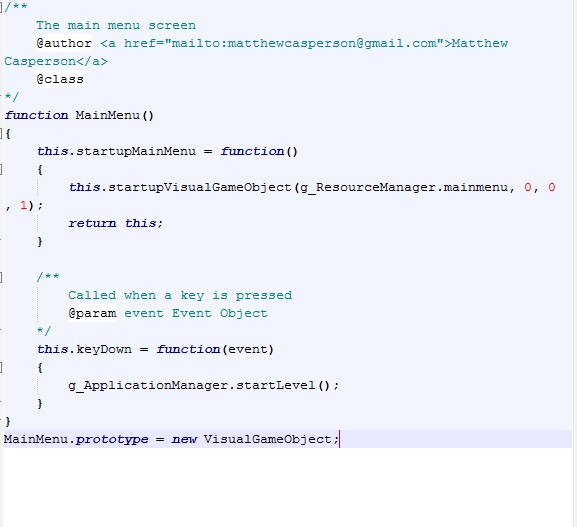 /**
    The main menu screen
    @author <a href="mailto:matthewcasperson@gmail.com">Matthew
Casperson</a>
    @class
*/
function MainMenu()
{
    this.startupMainMenu = function()
    {
        this.startupVisualGameObject(g_ResourceManager.mainmenu, 0, 0
, 1);
        return this;
    }

    /**
        Called when a key is pressed
        @param event Event Object
    */
    this.keyDown = function(event)
    {
        g_ApplicationManager.startLevel();
    }
}
MainMenu.prototype = new VisualGameObject;